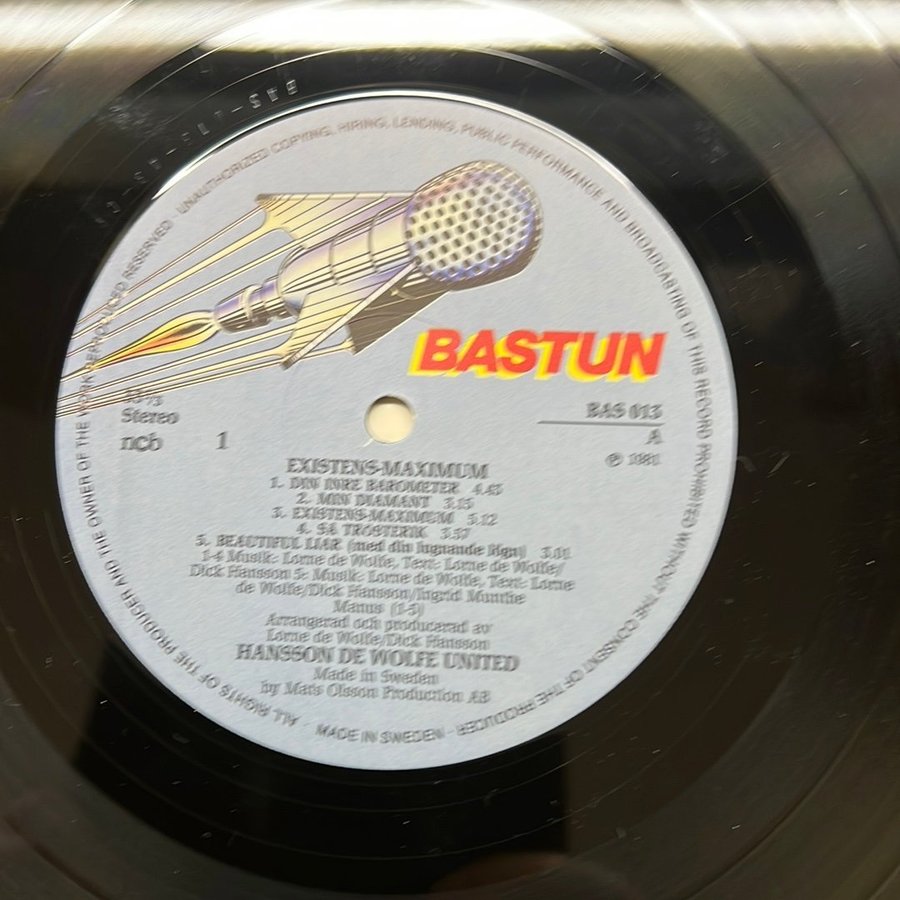 UNAUTHORIZED COPYING, HIRING, LENDING, PUBLIC PERFORMANCE AND BROADCASTING OF THIS RECORD PROHIBITED WITHOUT THE CONSENT OF THE PRODUCER · MADE IN SWEDEN · ALL RIGHTS OF THE PRODUCER AND THE OWNER OF THE WORK REPRODUCED RESERVED ·
BASTUN
Stereo
BAS 013
ncb 1
A
℗ 1981
EXISTENS-MAXIMUM
1. DIN INRE BAROMETER 4.43
2. MIN DIAMANT 3.15
3. EXISTENS-MAXIMUM 5.12
4. SÅ TRÖSTERIK 3.37
5. BEAUTIFUL LIAR (med din lugnande lögn) 3.01
1-4 Musik: Lorne de Wolfe, Text: Lorne de Wolfe/
Dick Hansson 5: Musik: Lorne de Wolfe, Text: Lorne
de Wolfe/Dick Hansson/Ingrid Munthe
Manus (1-5)
Arrangerad och producerad av
Lorne de Wolfe/Dick Hansson
HANSSON DE WOLFE UNITED
Made in Sweden
by Mats Olsson Production AB